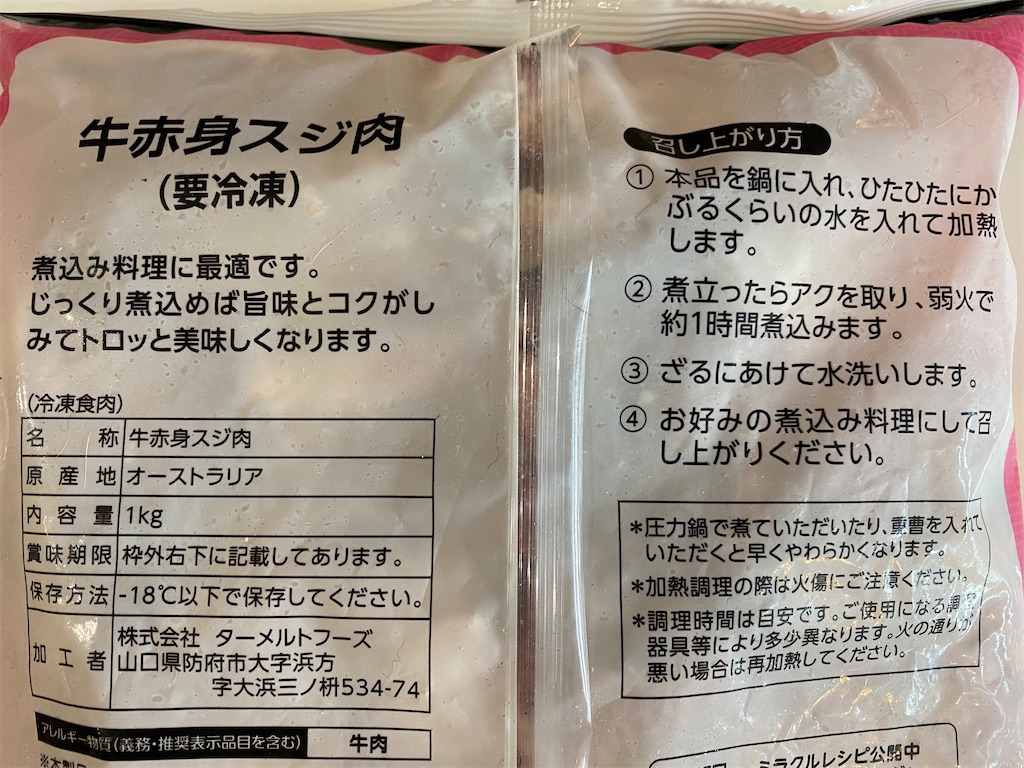 牛赤身スジ肉
(要冷凍)
煮込み料理に最適です。
じっくり煮込めば旨味とコクがし
みてトロッと美味しくなります。
(冷凍食肉)
名 称 牛赤身スジ肉
原産地 オーストラリア
内容量 1kg
賞味期限 枠外右下に記載してあります。
保存方法 -18℃以下で保存してください。
加工者 株式会社 ターメルトフーズ
山口県防府市大字浜方
字大浜三ノ枡534-74
アレルギー物質(義務・推奨表示品目を含む) 牛肉
召し上がり方
① 本品を鍋に入れ、ひたひたにか
ぶるくらいの水を入れて加熱
します。
② 煮立ったらアクを取り、弱火で
約1時間煮込みます。
③ ざるにあけて水洗いします。
④ お好みの煮込み料理にして召
し上がりください。
*圧力鍋で煮ていただいたり、重曹を入れて
いただくと早くやわらかくなります。
*加熱調理の際は火傷にご注意ください。
*調理時間は目安です。ご使用になる調理
器具等により多少異なります。火の通りが
悪い場合は再加熱してください。
ミラクルレシピ公開中